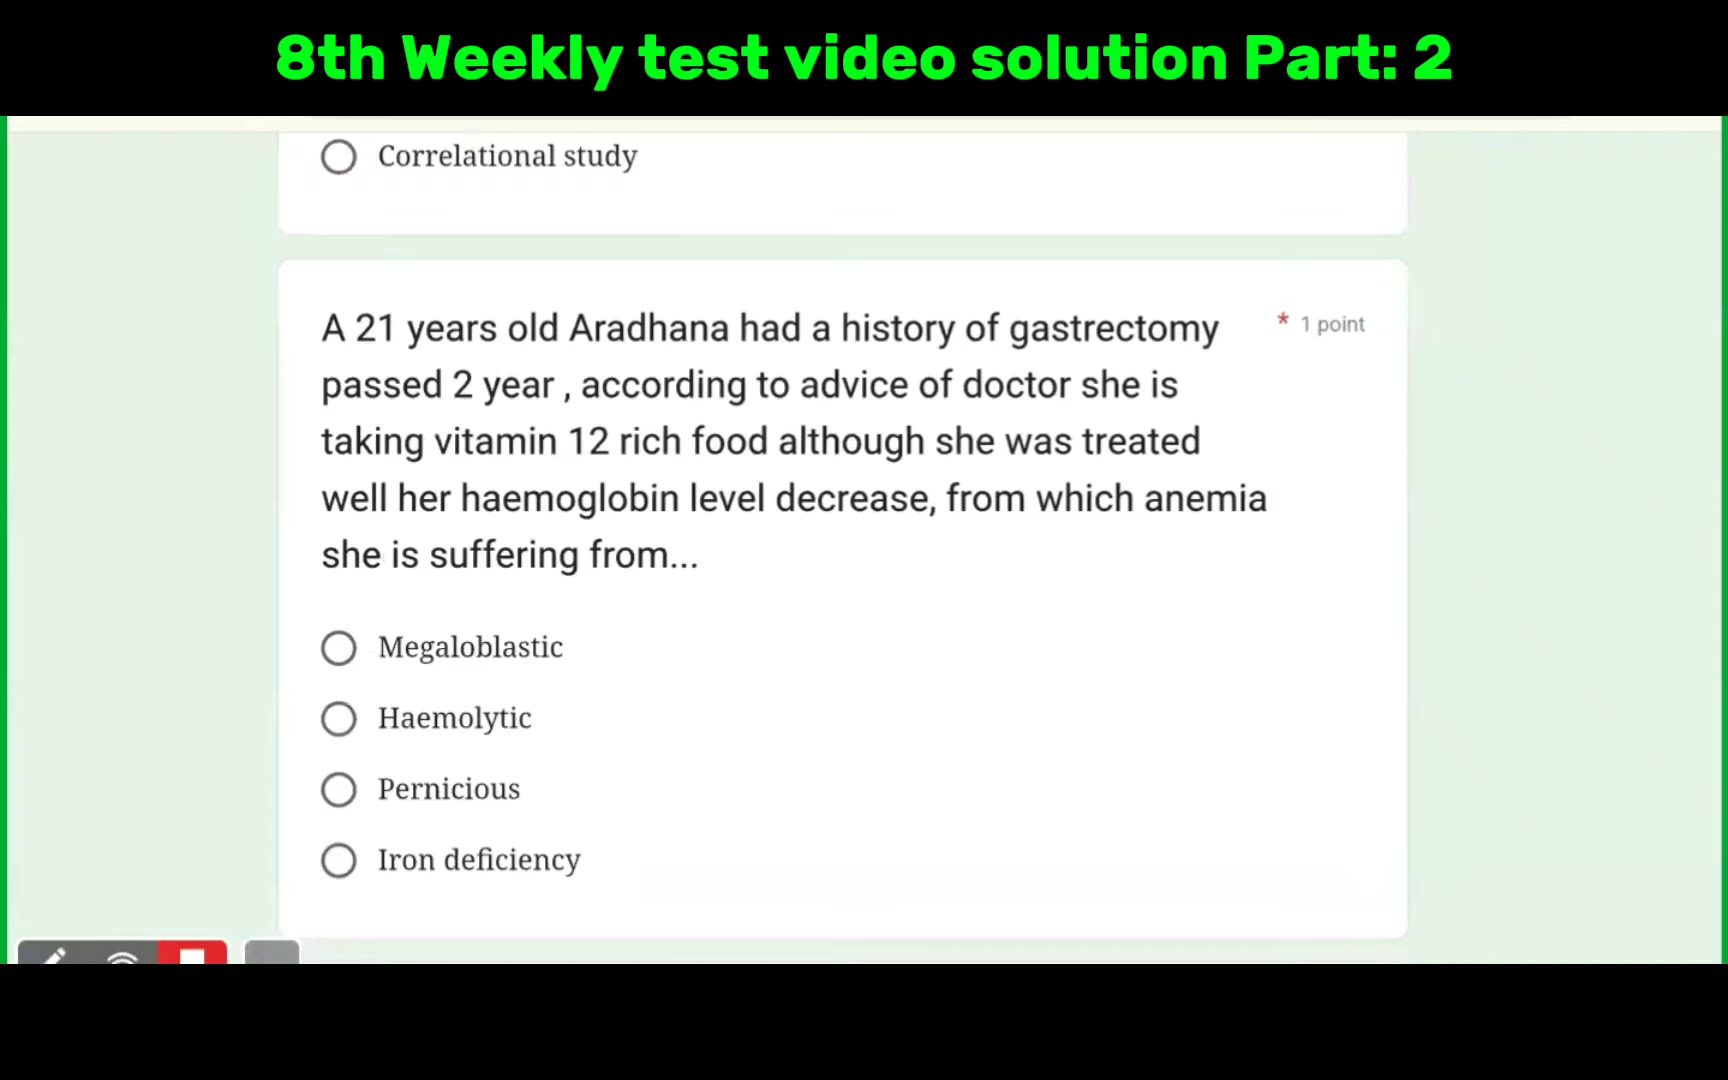 8th Weekly test video solution Part: 2
Correlational study
A 21 years old Aradhana had a history of gastrectomy * 1 point
passed 2 year , according to advice of doctor she is
taking vitamin 12 rich food although she was treated
well her haemoglobin level decrease, from which anemia
she is suffering from...
Megaloblastic
Haemolytic
Pernicious
Iron deficiency